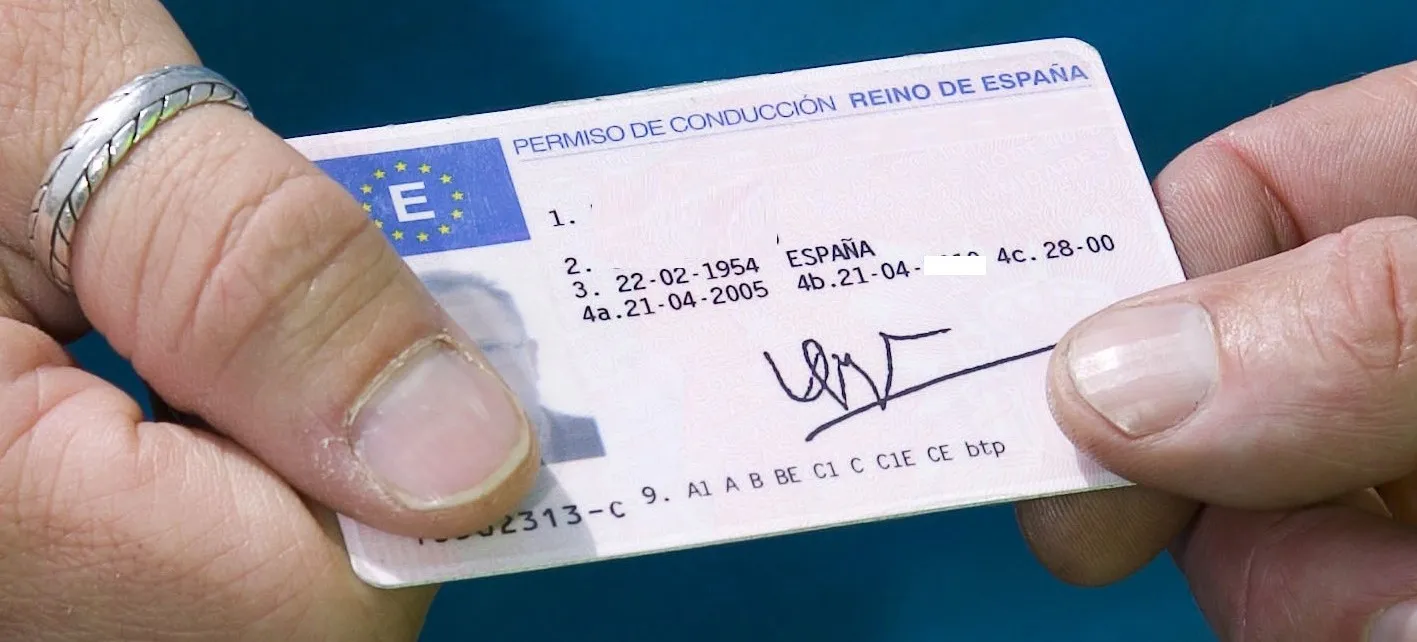 PERMISO DE CONDUCCIÓN REINO DE ESPAÑA
E
1.
2.
3. 22-02-1954 ESPAÑA
4a.21-04-2005 4b.21-04- 4c.28-00
9. A1 A B BE C1 C C1E CE btp
2313-C